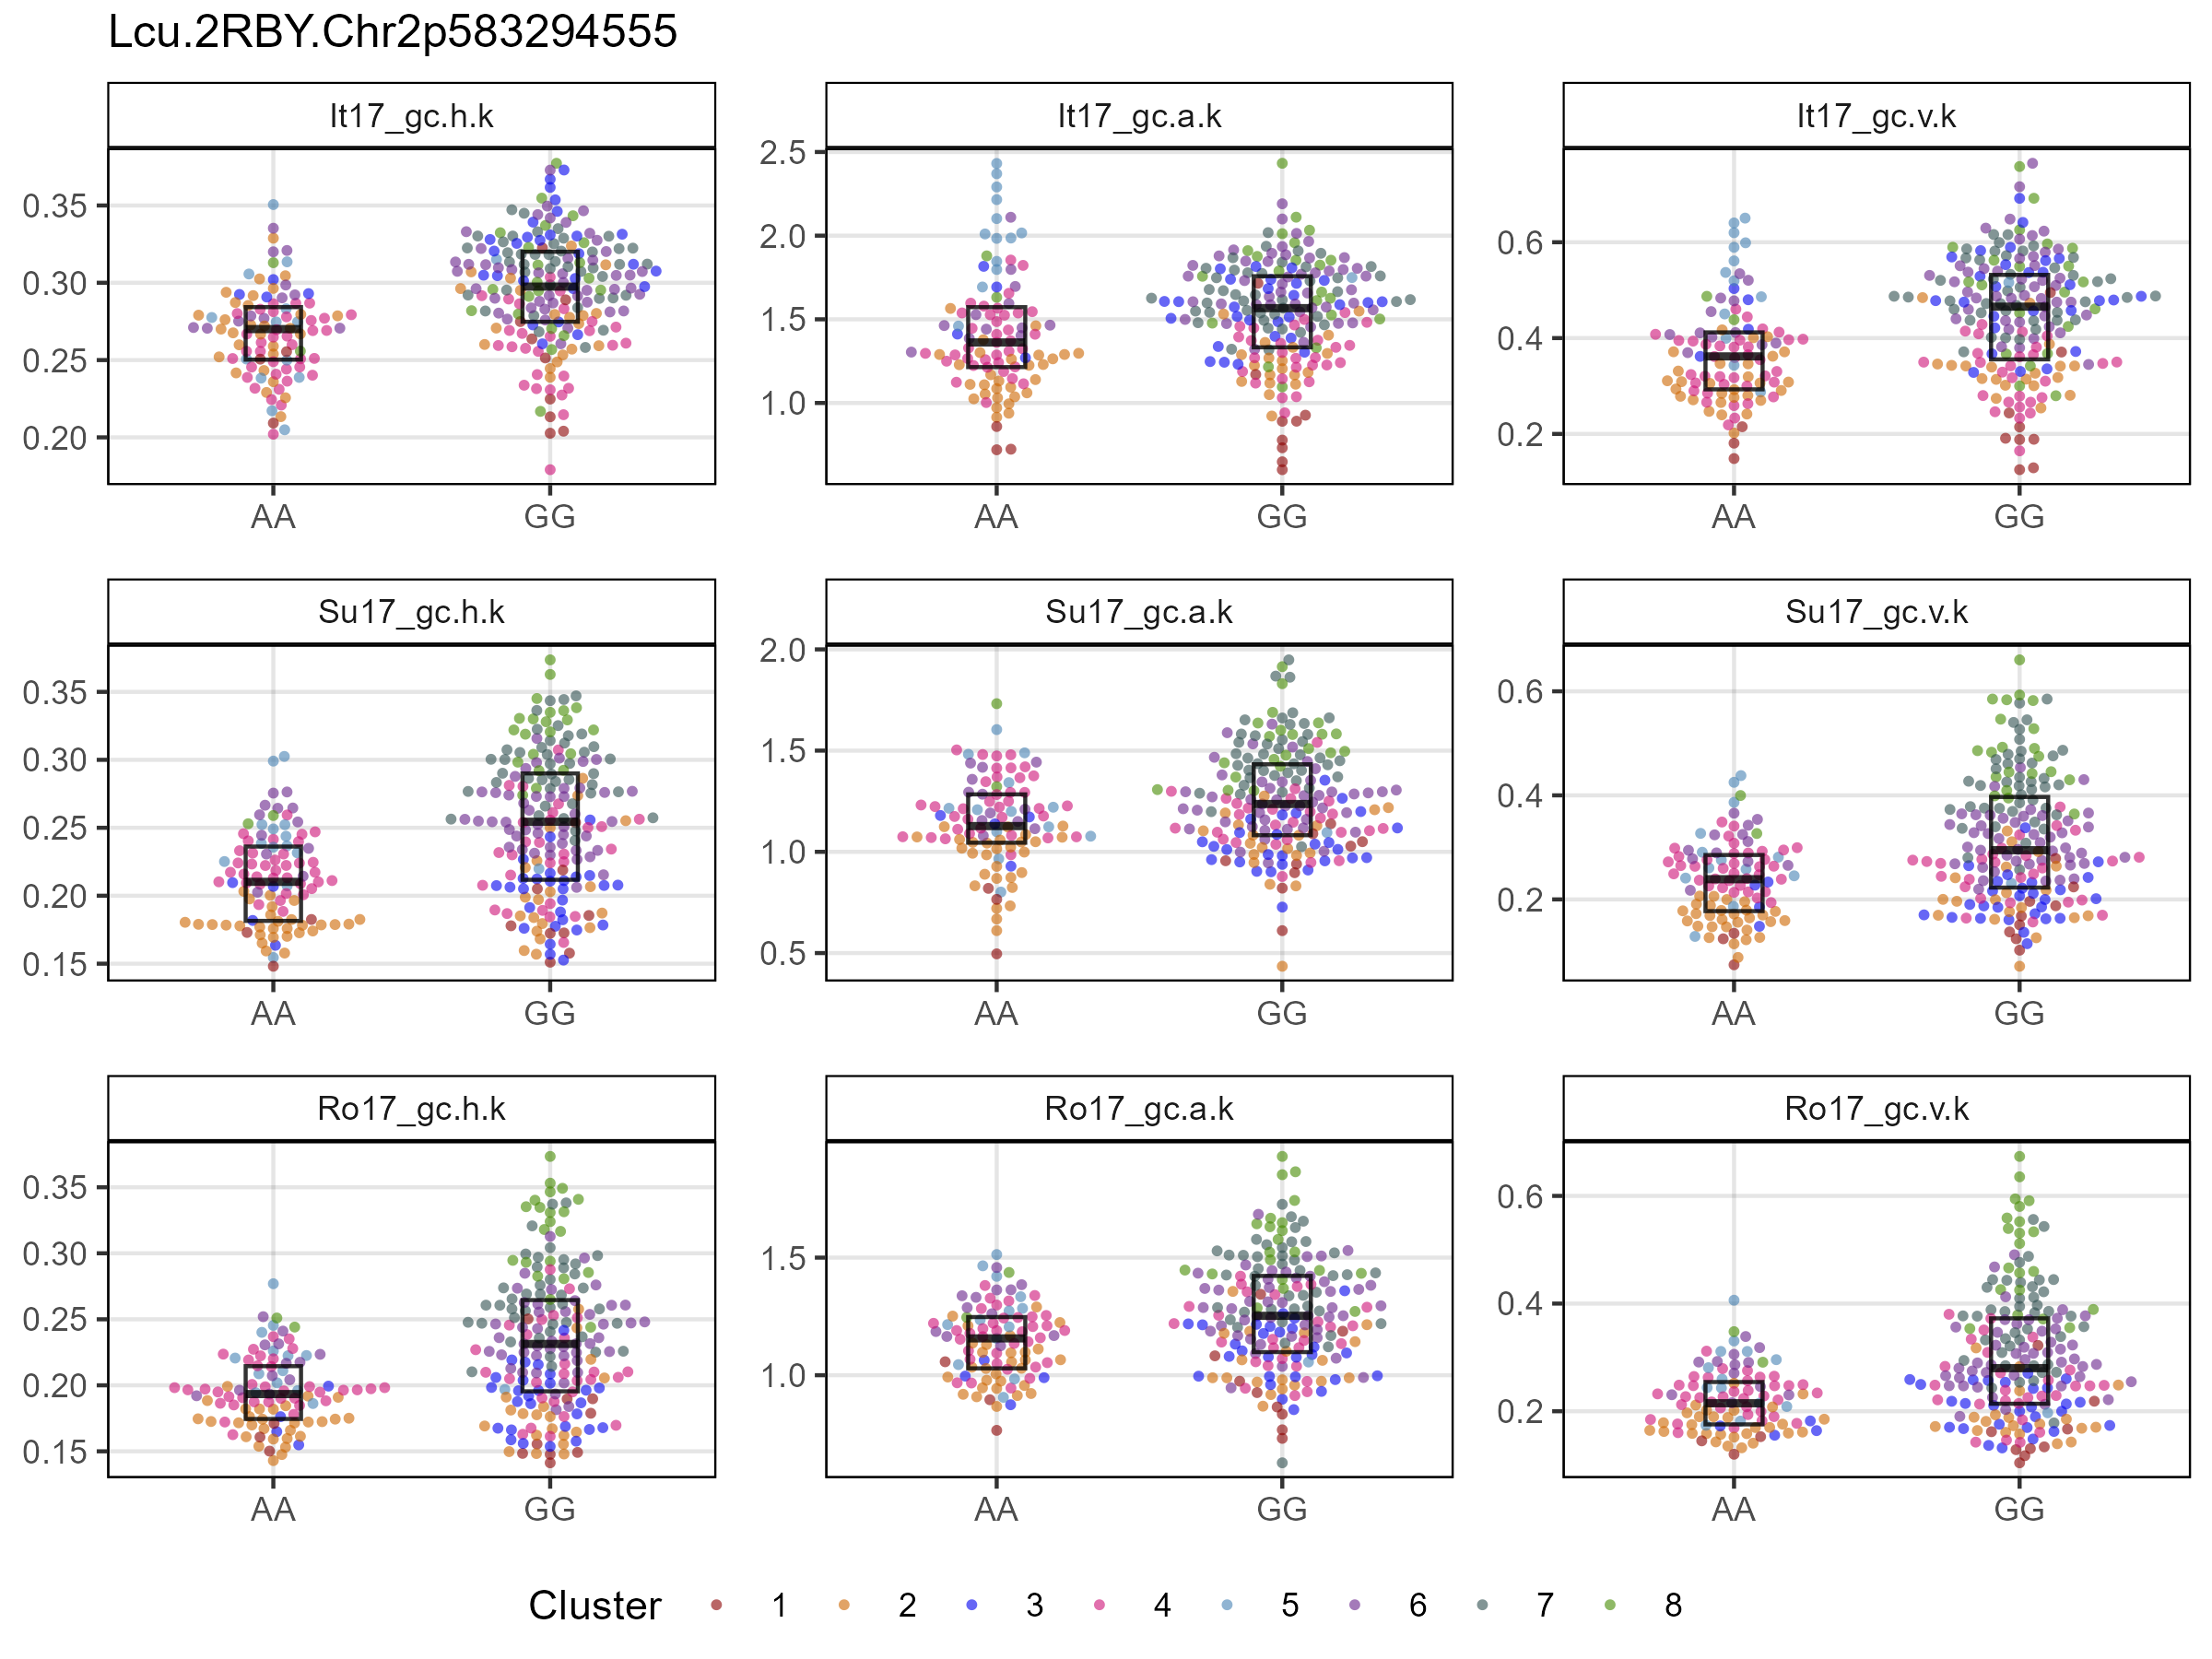 Lcu.2RBY.Chr2p583294555
It17_gc.h.k
It17_gc.a.k
It17_gc.v.k
0.35
0.30
0.25
0.20
2.5
2.0
1.5
1.0
0.6
0.4
0.2
AA
GG
AA
GG
AA
GG
Su17_gc.h.k
Su17_gc.a.k
Su17_gc.v.k
0.35
0.30
0.25
0.20
0.15
2.0
1.5
1.0
0.5
0.6
0.4
0.2
AA
GG
AA
GG
AA
GG
Ro17_gc.h.k
Ro17_gc.a.k
Ro17_gc.v.k
0.35
0.30
0.25
0.20
0.15
1.5
1.0
0.6
0.4
0.2
AA
GG
AA
GG
AA
GG
Cluster 1 2 3 4 5 6 7 8